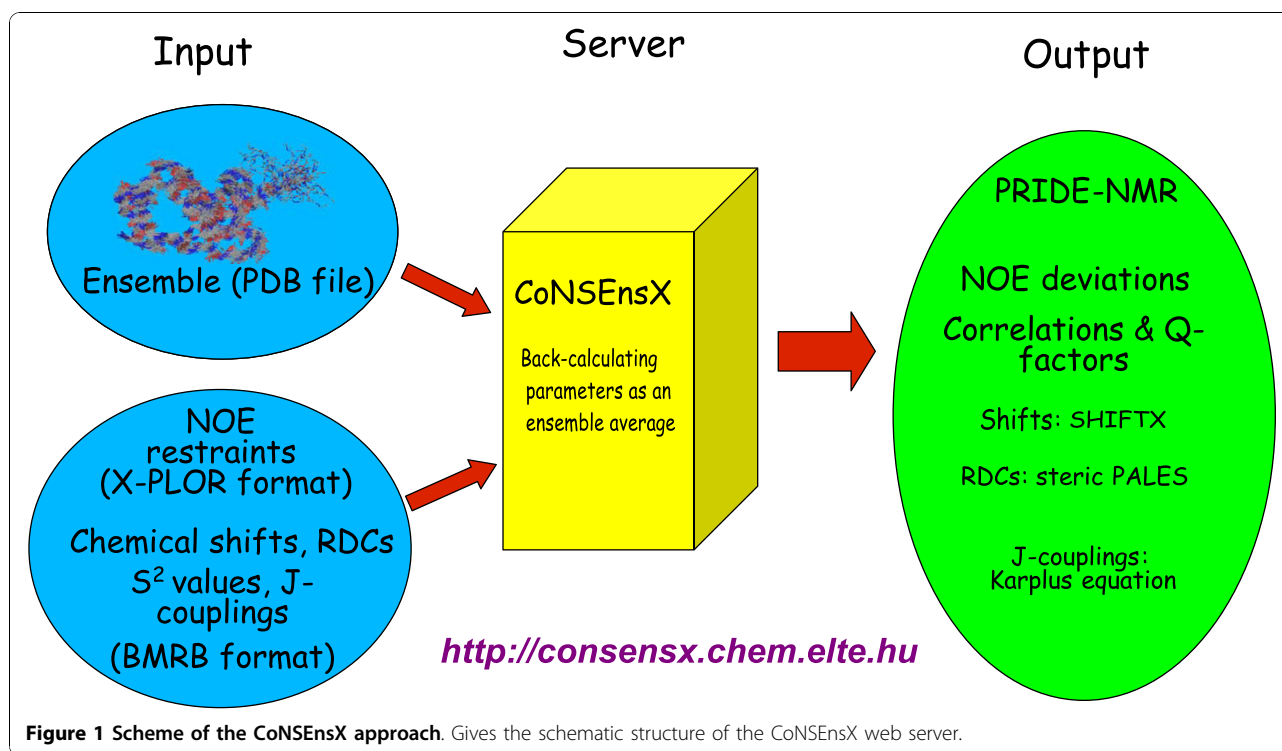 Input
Server
Output
Ensemble (PDB file)
NOE
restraints
(X-PLOR format)
Chemical shifts, RDCs
S² values, J-
couplings
(BMRB format)
CoNSEnsX
Back-calculating
parameters as an
ensemble average
http://consensx.chem.elte.hu
PRIDE-NMR
NOE deviations
Correlations & Q-
factors
Shifts: SHIFTX
RDCs: steric PALES
J-couplings:
Karplus equation
Figure 1 Scheme of the CoNSEnsX approach. Gives the schematic structure of the CoNSEnsX web server.